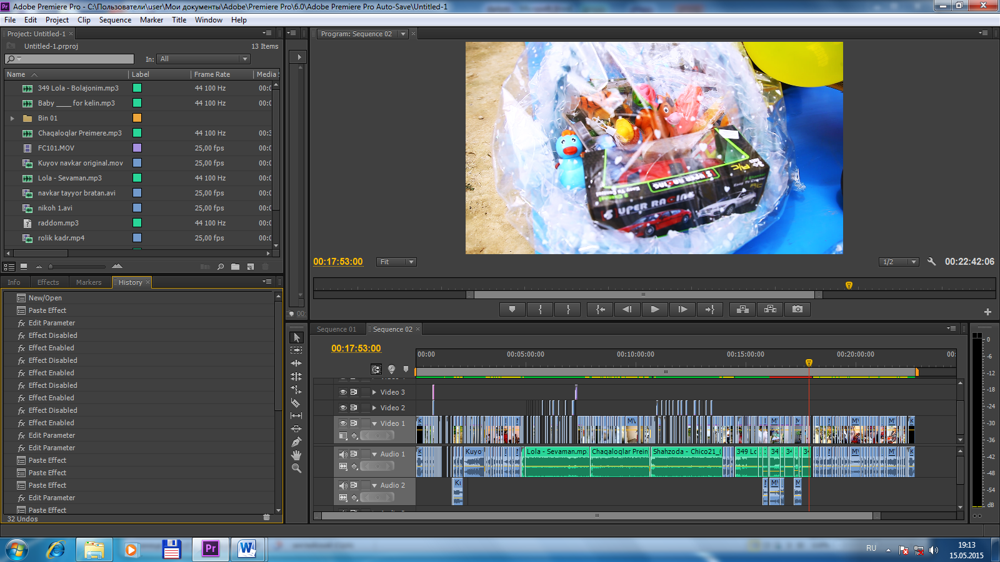 Adobe Premiere Pro - C:\Пользователи\user\Мои документы\Adobe\Premiere Pro\6.0\Adobe Premiere Pro Auto-Save\Untitled-1
File Edit Project Clip Sequence Marker Title Window Help
Project: Untitled-1
Untitled-1.prproj 13 Items
In: All
Name Label Frame Rate Media
349 Lola - Bolajonim.mp3 44 100 Hz 00:0
Baby ____ for kelin.mp3 44 100 Hz 00:0
Bin 01
Chaqaloqlar Preimere.mp3 44 100 Hz 00:3
FC101.MOV 25,00 fps 00:0
Kuyov navkar original.mov 25,00 fps 00:0
Lola - Sevaman.mp3 44 100 Hz 00:0
navkar tayyor bratan.avi 25,00 fps 00:0
nikoh 1.avi 25,00 fps 00:0
raddom.mp3 44 100 Hz 00:0
rolik kadr.mp4 25,00 fps 00:0
Info Effects Markers History
New/Open
Paste Effect
Edit Parameter
Effect Disabled
Effect Enabled
Effect Disabled
Effect Enabled
Effect Disabled
Effect Enabled
Effect Disabled
Effect Enabled
Edit Parameter
Edit Parameter
Paste Effect
Paste Effect
Paste Effect
Edit Parameter
Paste Effect
32 Undos
00:
Program: Sequence 02
SUPER RACING
SUPER RACING
R/C
00:17:53:00 Fit 1/2 00:22:42:06
Sequence 01 Sequence 02
00:17:53:00
00:00 00:05:00:00 00:10:00:00 00:15:00:00 00:20:00:00 00:
Video 3
Video 2
Video 1
Audio 1 Kuyo Lola - Sevaman.mp. Chaqaloqlar Prein Shahzoda - Chico21_( 349 Lo 34 34 34
Audio 2
0
-6
-12
-18
-24
-30
-36
-42
-48
-54
dB
RU 19:13
15.05.2015